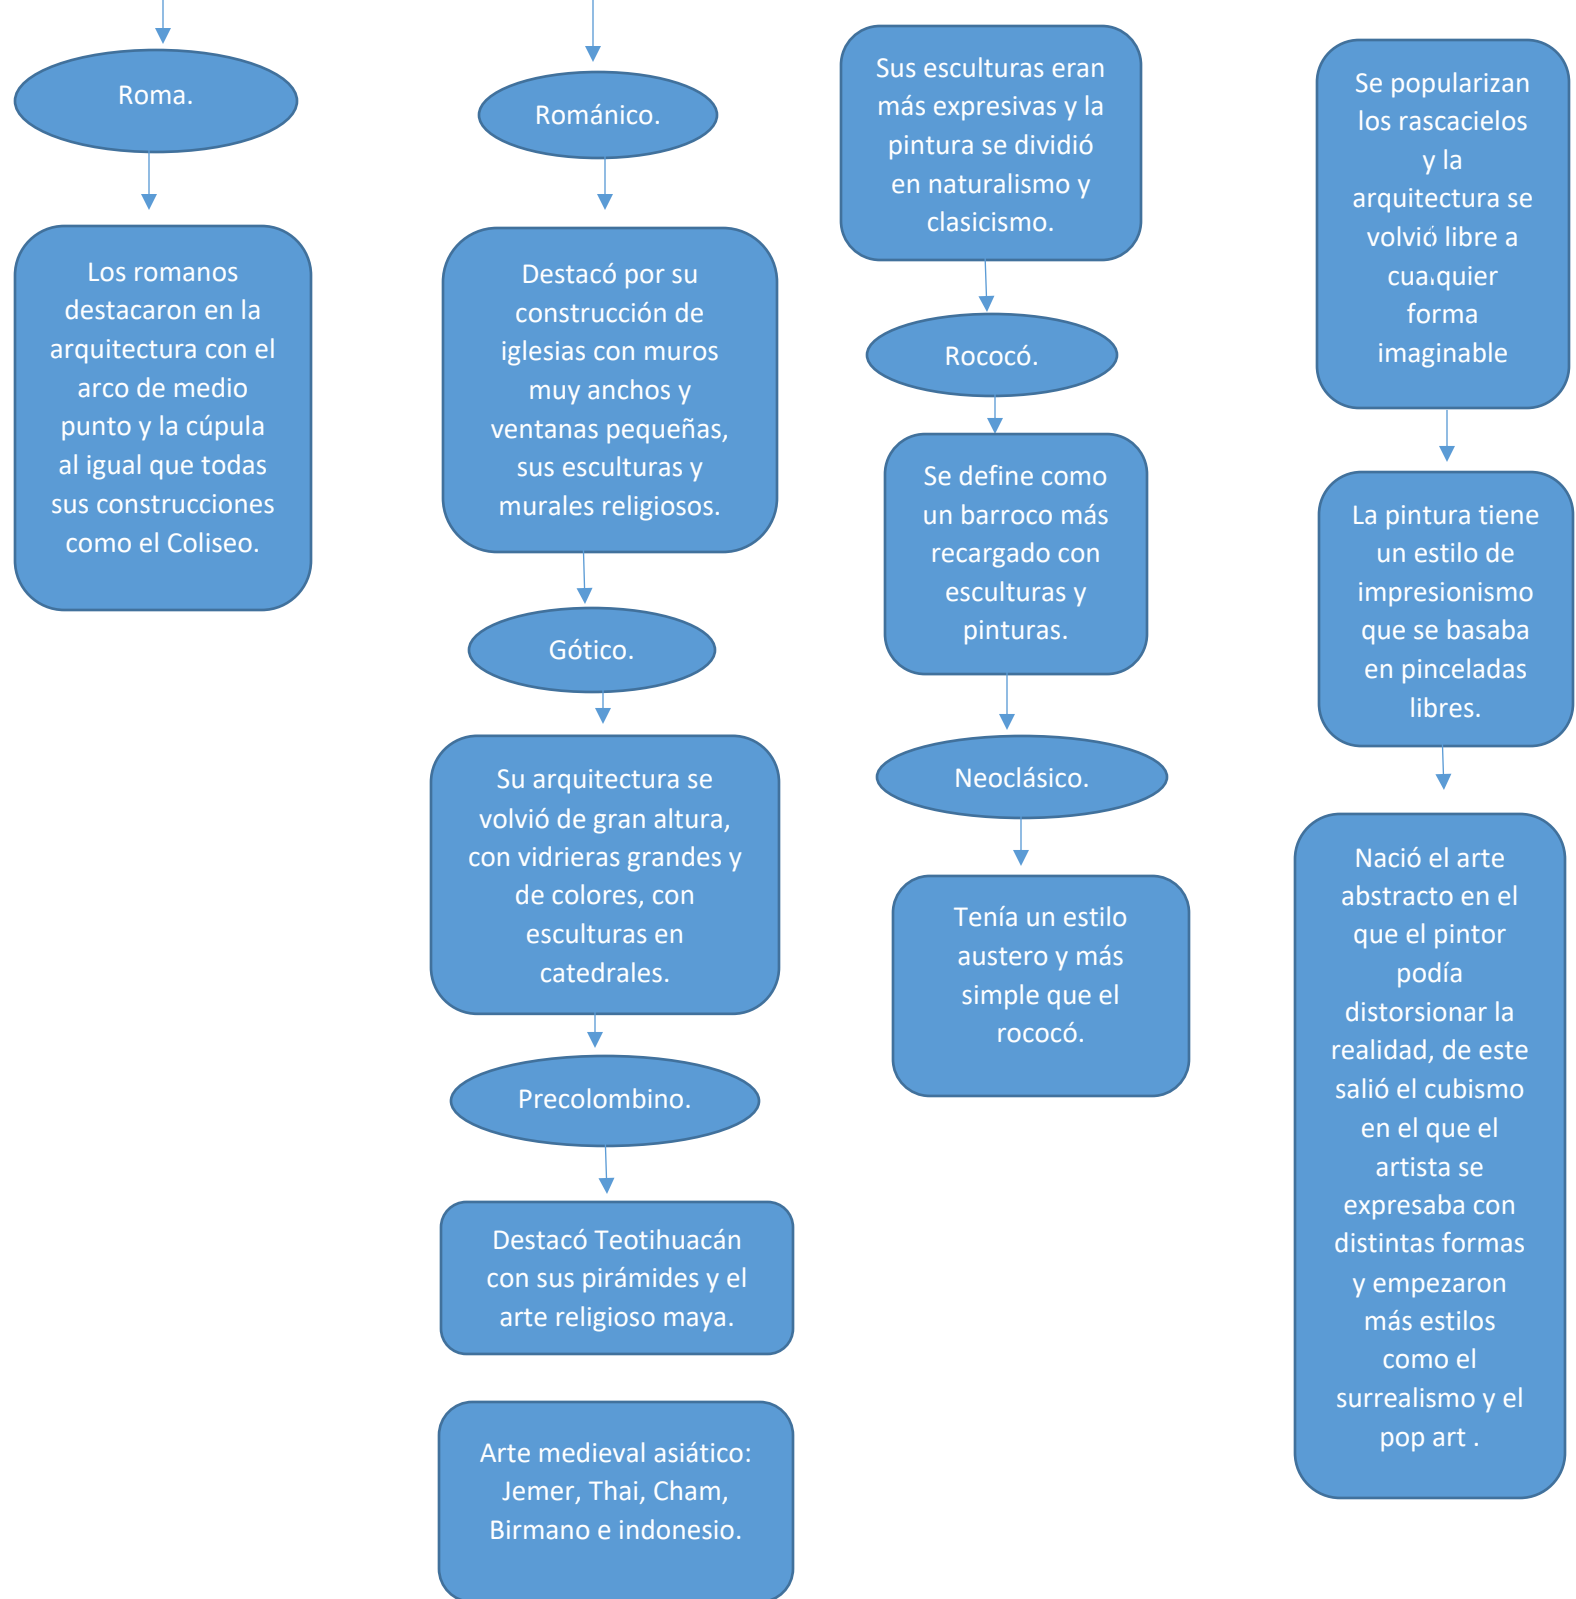 Roma.
Los romanos
destacaron en la
arquitectura con el
arco de medio
punto y la cúpula
al igual que todas
sus construcciones
como el Coliseo.
Románico.
Destacó por su
construcción de
iglesias con muros
muy anchos y
ventanas pequeñas,
sus esculturas y
murales religiosos.
Gótico.
Su arquitectura se
volvió de gran altura,
con vidrieras grandes y
de colores, con
esculturas en
catedrales.
Precolombino.
Destacó Teotihuacán
con sus pirámides y el
arte religioso maya.
Arte medieval asiático:
Jemer, Thai, Cham,
Birmano e indonesio.
Sus esculturas eran
más expresivas y la
pintura se dividió
en naturalismo y
clasicismo.
Rococó.
Se define como
un barroco más
recargado con
esculturas y
pinturas.
Neoclásico.
Tenía un estilo
austero y más
simple que el
rococó.
Se popularizan
los rascacielos
y la
arquitectura se
volvió libre a
cualquier
forma
imaginable
La pintura tiene
un estilo de
impresionismo
que se basaba
en pinceladas
libres.
Nació el arte
abstracto en el
que el pintor
podía
distorsionar la
realidad, de este
salió el cubismo
en el que el
artista se
expresaba con
distintas formas
y empezaron
más estilos
como el
surrealismo y el
pop art .